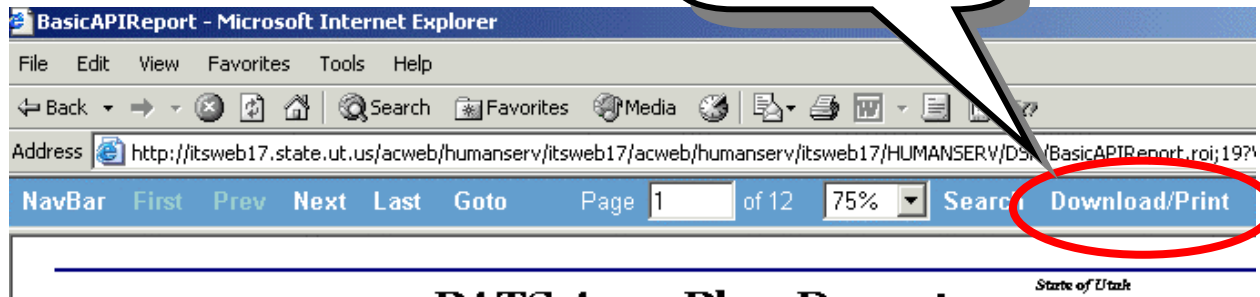 BasicAPIReport - Microsoft Internet Explorer
File Edit View Favorites Tools Help
Back Search Favorites Media
Address http://itsweb17.state.ut.us/acweb/humanserv/itsweb17/acweb/humanserv/itsweb17/HUMANSERV/DS /BasicAPIReport.roi;19?
NavBar First Prev Next Last Goto Page 1 of 12 75% Search Download/Print
State of Utah